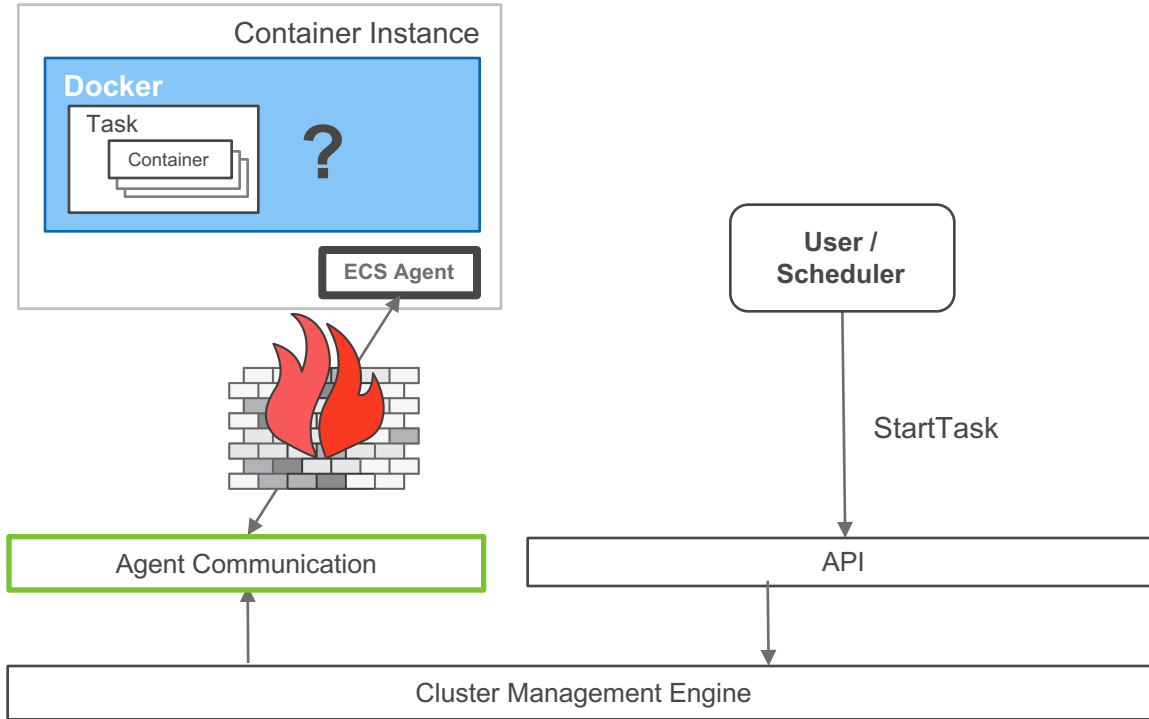 Container Instance
Docker
Task
Container
?
ECS Agent
User /
Scheduler
StartTask
Agent Communication
API
Cluster Management Engine